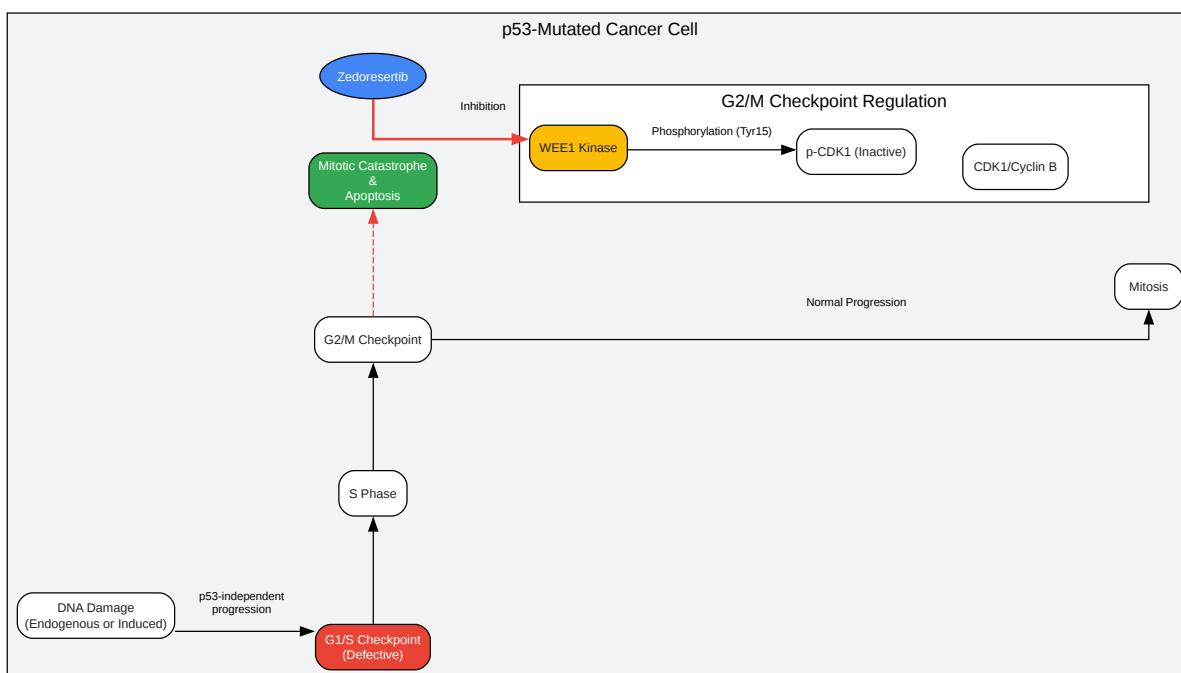 p53-Mutated Cancer Cell
Zedoresertib
Inhibition
G2/M Checkpoint Regulation
WEE1 Kinase
Phosphorylation (Tyr15)
p-CDK1 (Inactive)
CDK1/Cyclin B
Mitotic Catastrophe
&
Apoptosis
Mitosis
Normal Progression
G2/M Checkpoint
S Phase
DNA Damage
(Endogenous or Induced)
p53-independent
progression
G1/S Checkpoint
(Defective)